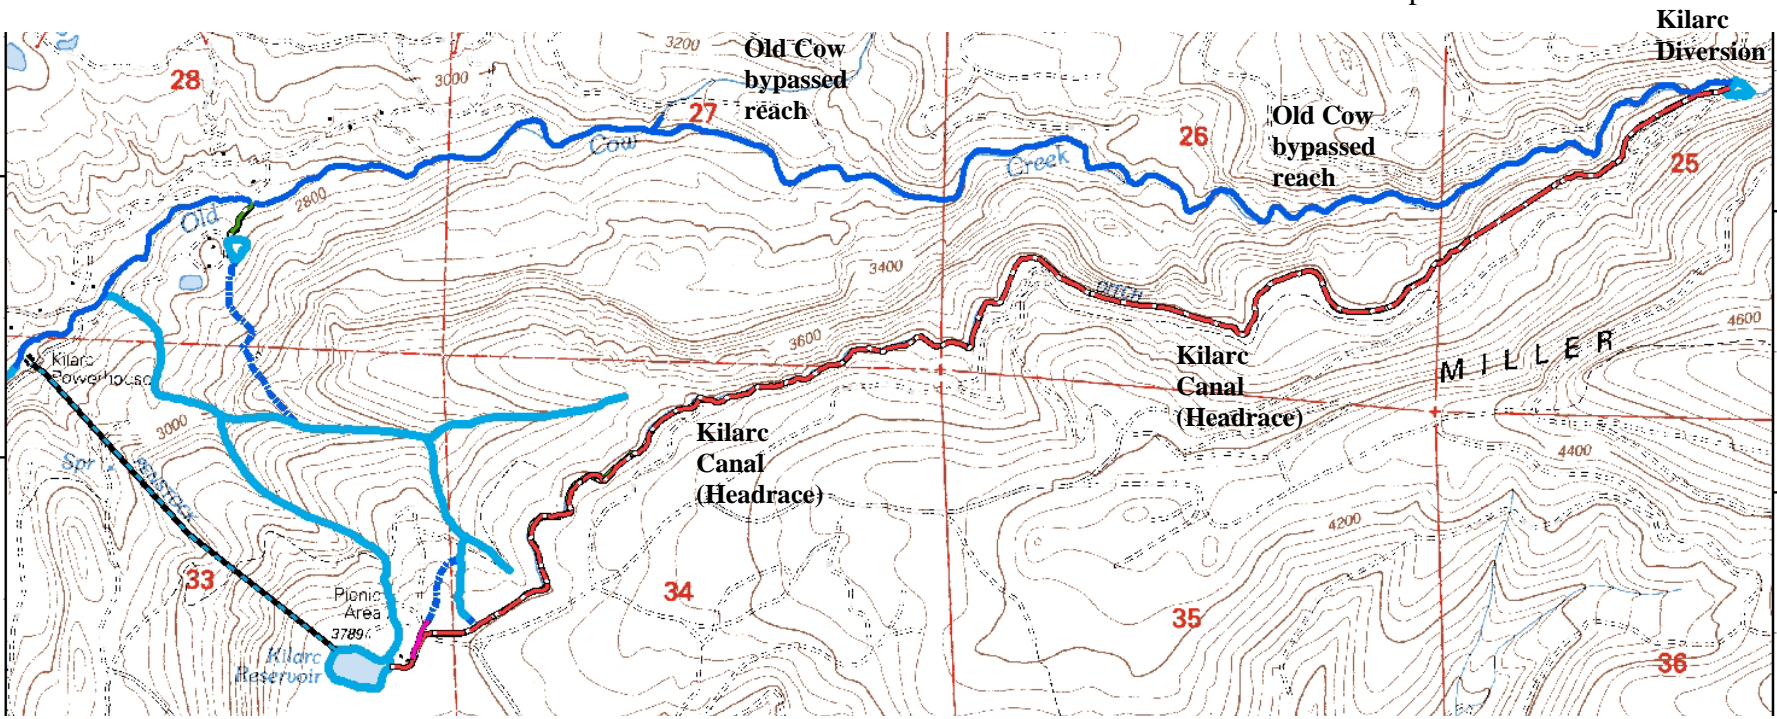 Kilarc
Diversion
3200
Old Cow
bypassed
reach
3000
28
27
26
Old Cow
bypassed
reach
25
Cow
Creek
2800
Old
3400
DITCH
4600
3600
MILLER
Kilarc
Powerhouse
Kilarc
Canal
(Headrace)
3000
Kilarc
Canal
(Headrace)
4400
Spr
PENSTOCK
4200
33
34
35
36
Picnic
Area
3789
Kilarc
Reservoir